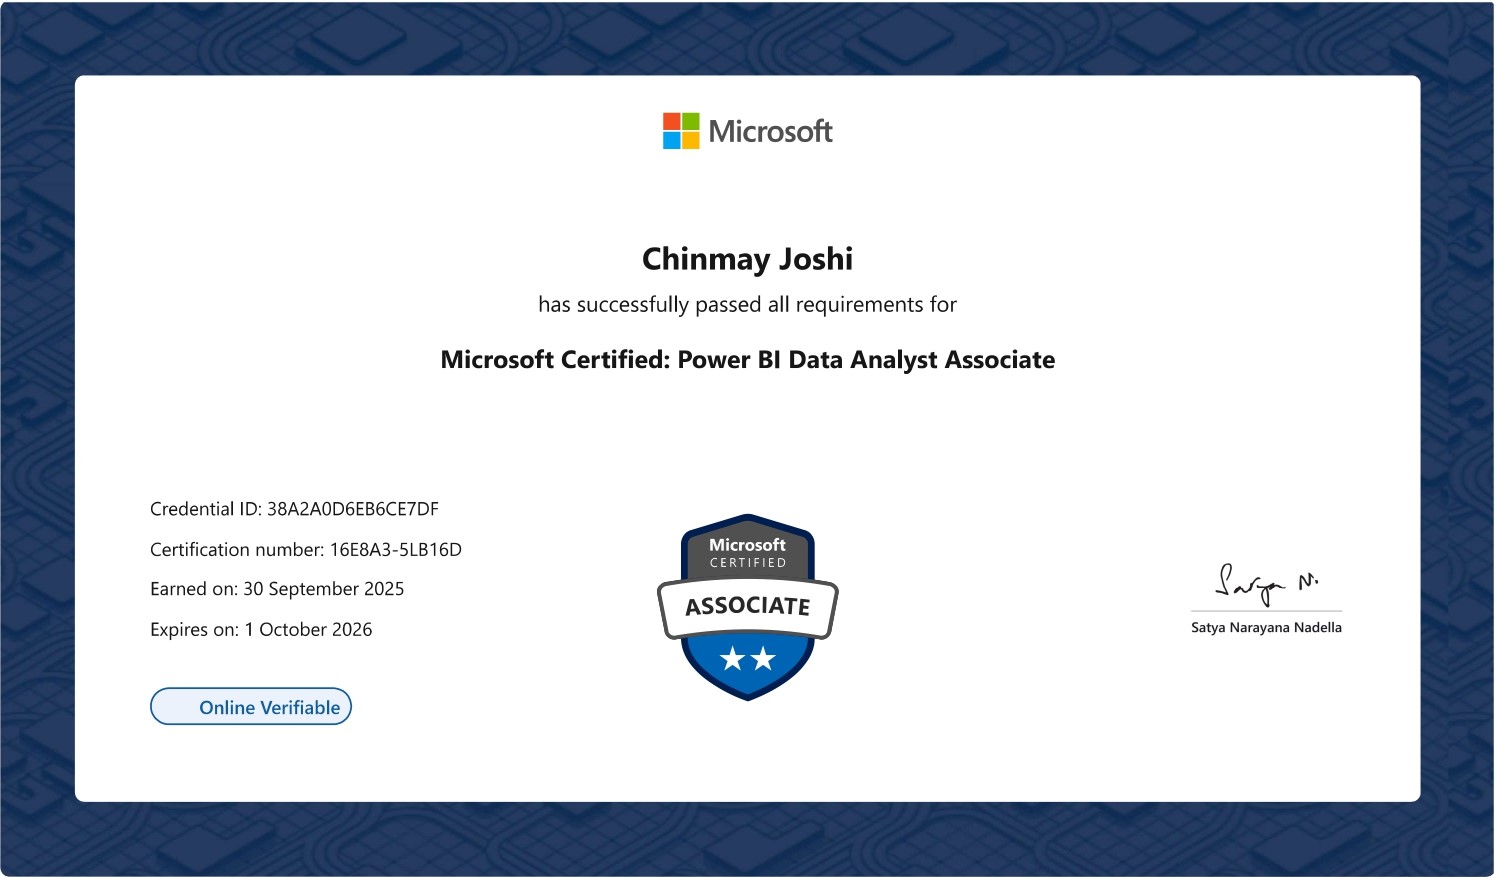 Microsoft
Chinmay Joshi
has successfully passed all requirements for
Microsoft Certified: Power BI Data Analyst Associate
Credential ID: 38A2A0D6EB6CE7DF
Certification number: 16E8A3-5LB16D
Earned on: 30 September 2025
Expires on: 1 October 2026
Online Verifiable
Microsoft
CERTIFIED
ASSOCIATE
Satya N.
Satya Narayana Nadella